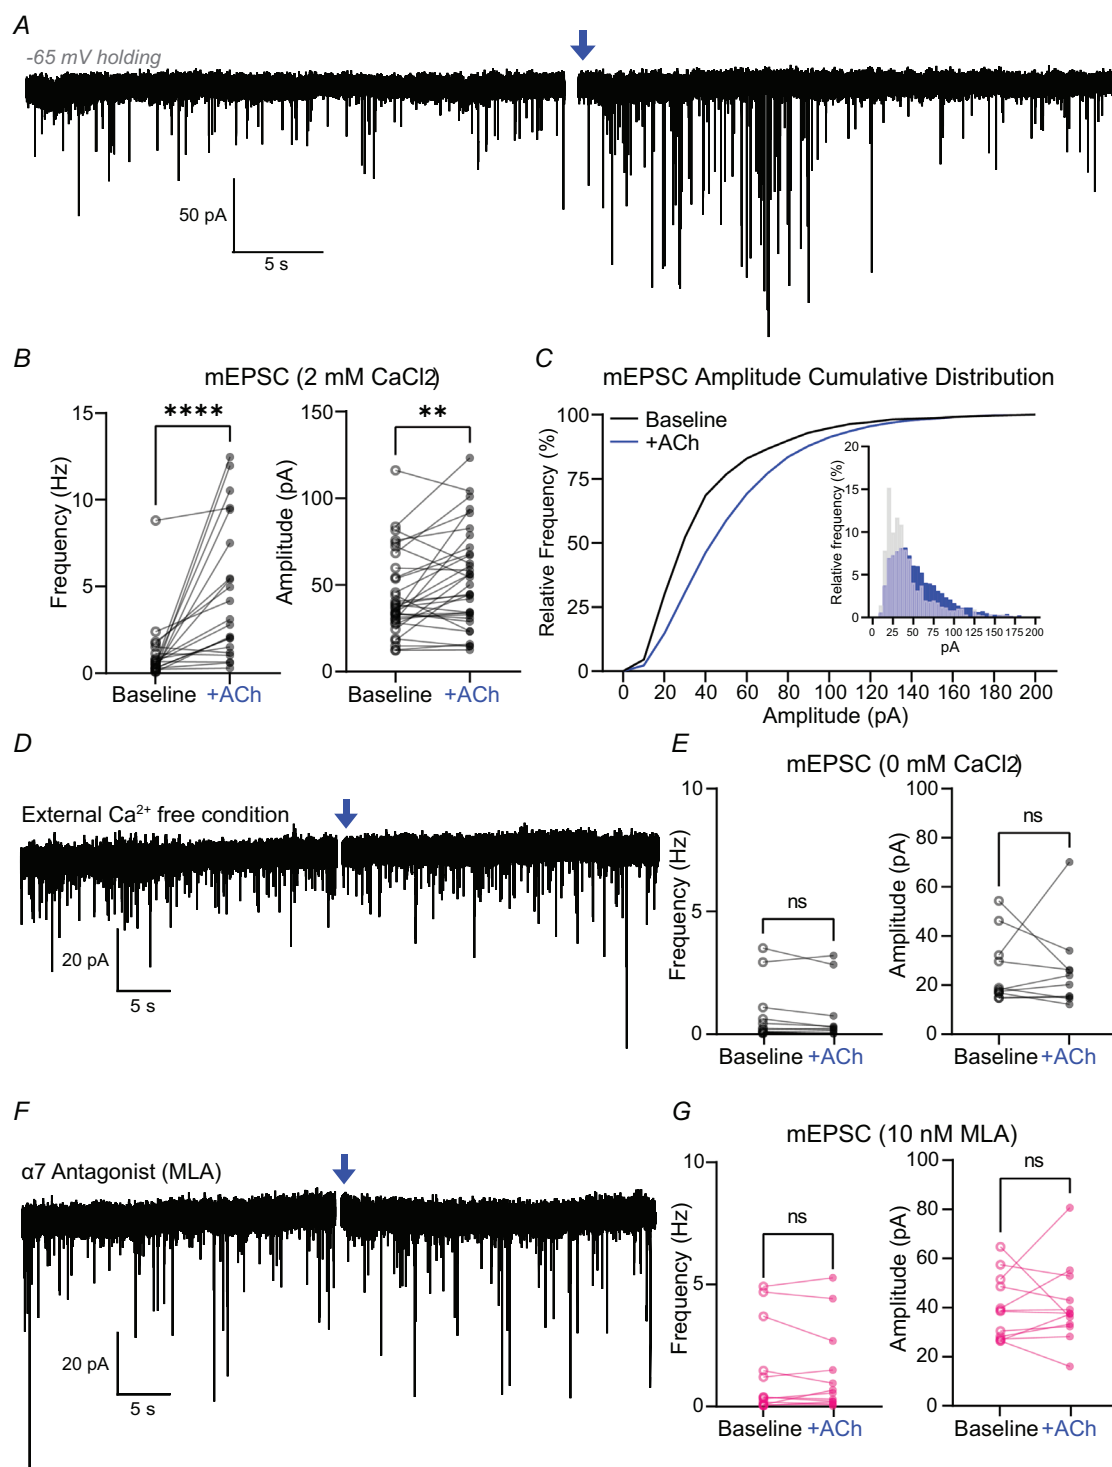 A
-65 mV holding
50 pA
5 s
B
mEPSC (2 mM CaCl2)
15
10
5
0
Frequency (Hz)
****
Baseline +ACh
150
100
50
0
Amplitude (pA)
**
Baseline +ACh
C
mEPSC Amplitude Cumulative Distribution
100
75
50
25
0
Relative Frequency (%)
Baseline
+ACh
0 20 40 60 80 100 120 140 160 180 200
Amplitude (pA)
20
15
10
5
0
Relative frequency (%)
0 25 50 75 100 125 150 175 200
pA
D
External Ca²⁺ free condition
20 pA
5 s
E
mEPSC (0 mM CaCl2)
10
5
0
Frequency (Hz)
ns
Baseline +ACh
100
80
60
40
20
0
Amplitude (pA)
ns
Baseline +ACh
F
α7 Antagonist (MLA)
20 pA
5 s
G
mEPSC (10 nM MLA)
10
5
0
Frequency (Hz)
ns
Baseline +ACh
100
80
60
40
20
0
Amplitude (pA)
ns
Baseline +ACh